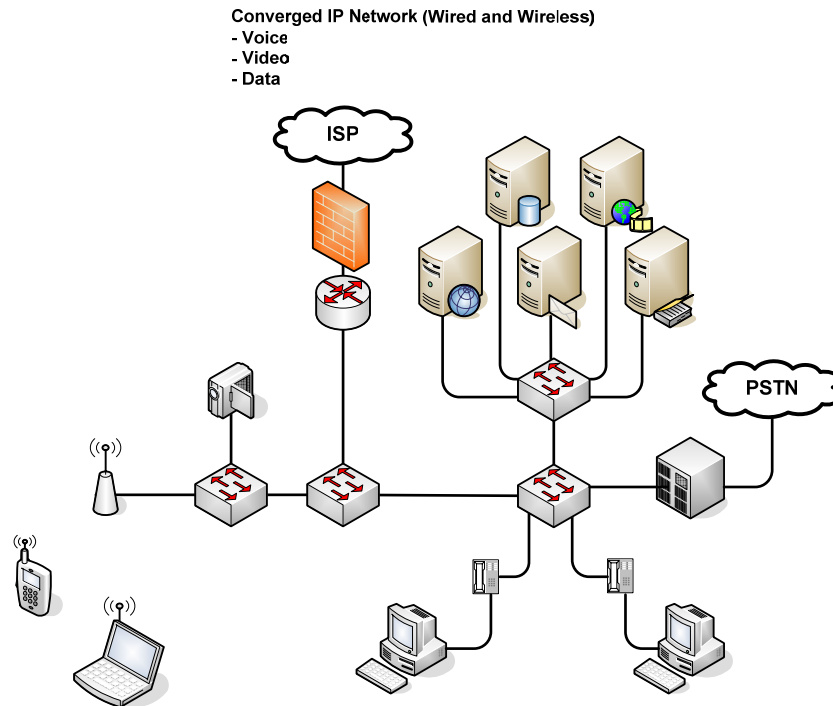 Converged IP Network (Wired and Wireless)
- Voice
- Video
- Data
ISP
PSTN